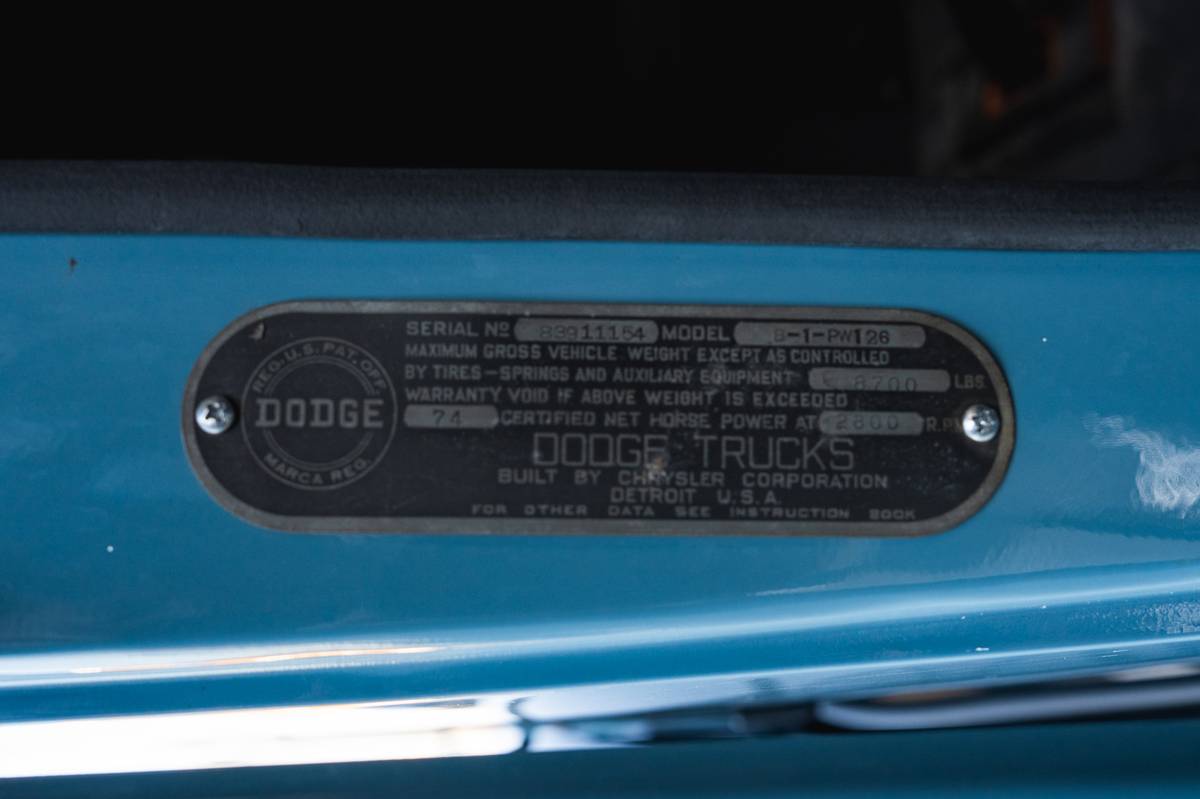 REG. U.S. PAT. OFF.
DODGE
MARCA REG.
SERIAL Nº 83911154 MODEL B-1-PW126
MAXIMUM GROSS VEHICLE WEIGHT EXCEPT AS CONTROLLED
BY TIRES-SPRINGS AND AUXILIARY EQUIPMENT 8700 LBS.
WARRANTY VOID IF ABOVE WEIGHT IS EXCEEDED
74 CERTIFIED NET HORSE POWER AT 2800 R.P.M.
DODGE TRUCKS
BUILT BY CHRYSLER CORPORATION
DETROIT U.S.A.
FOR OTHER DATA SEE INSTRUCTION BOOK